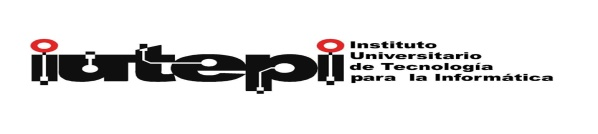 iutepi
Instituto
Universitario
de Tecnología
para la Informática